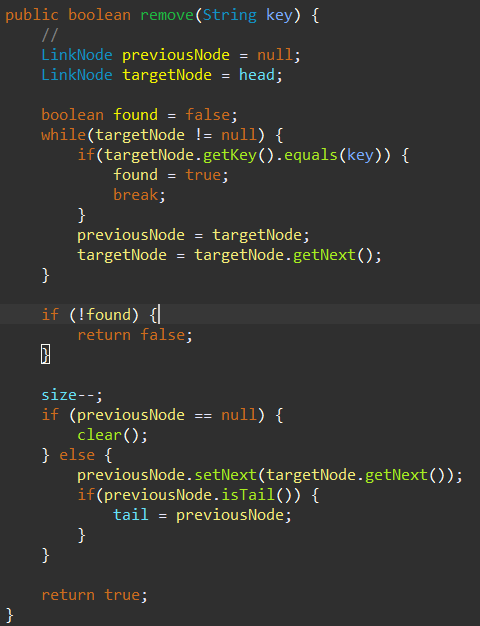 public boolean remove(String key) {
    //
    LinkNode previousNode = null;
    LinkNode targetNode = head;

    boolean found = false;
    while(targetNode != null) {
        if(targetNode.getKey().equals(key)) {
            found = true;
            break;
        }
        previousNode = targetNode;
        targetNode = targetNode.getNext();
    }

    if (!found) {
        return false;
    }

    size--;
    if (previousNode == null) {
        clear();
    } else {
        previousNode.setNext(targetNode.getNext());
        if(previousNode.isTail()) {
            tail = previousNode;
        }
    }

    return true;
}